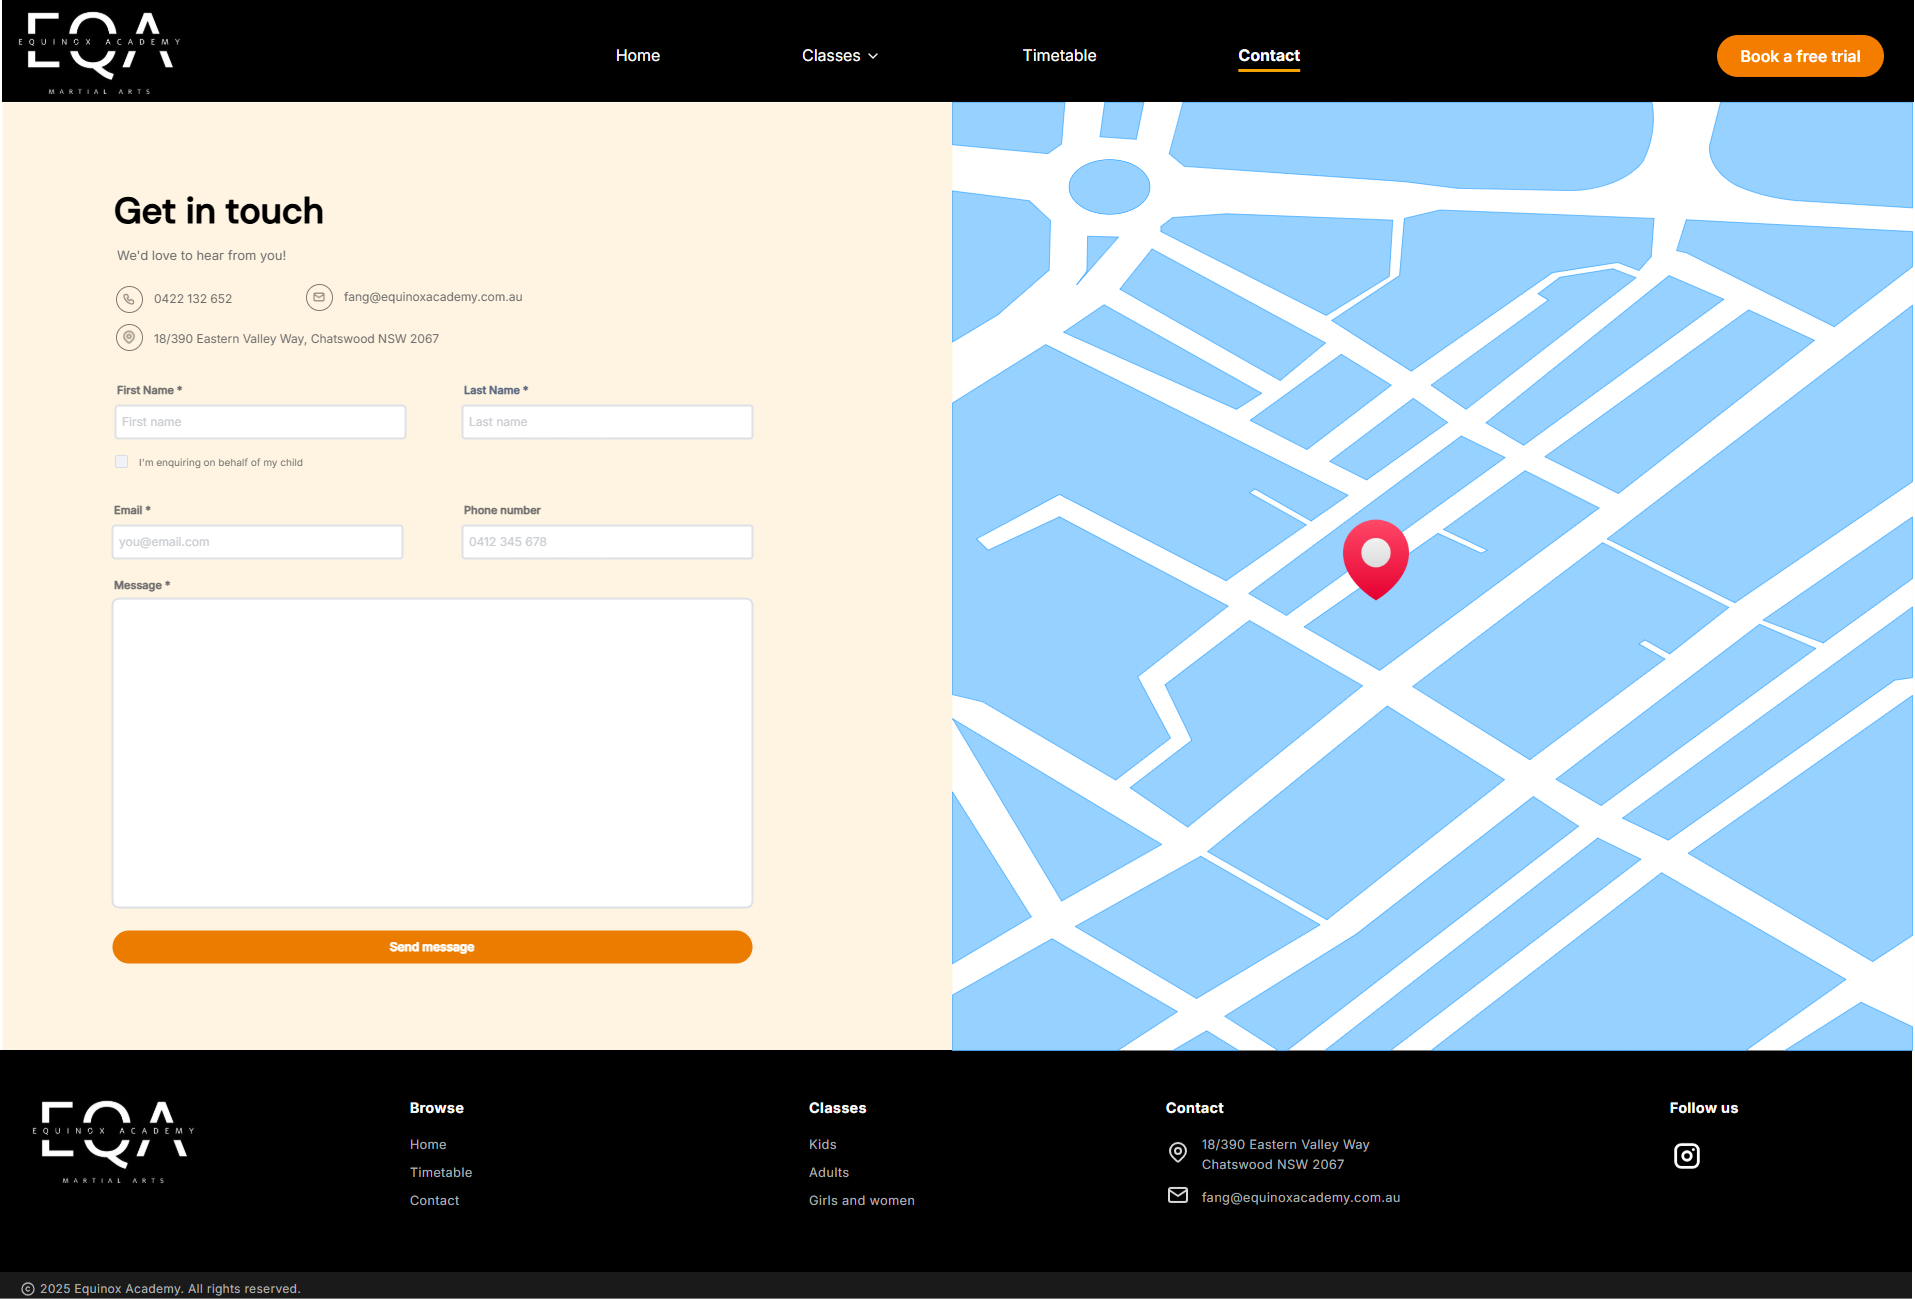 EQA
EQUINOX ACADEMY
MARTIAL ARTS
Home
Classes
Timetable
Contact
Book a free trial
Get in touch
We'd love to hear from you!
0422 132 652
fang@equinoxacademy.com.au
18/390 Eastern Valley Way, Chatswood NSW 2067
First Name *
Last Name *
First name
Last name
I'm enquiring on behalf of my child
Email *
Phone number
you@email.com
0412 345 678
Message *
Send message
EQA
EQUINOX ACADEMY
MARTIAL ARTS
Browse
Home
Timetable
Contact
Classes
Kids
Adults
Girls and women
Contact
18/390 Eastern Valley Way
Chatswood NSW 2067
fang@equinoxacademy.com.au
Follow us
© 2025 Equinox Academy. All rights reserved.